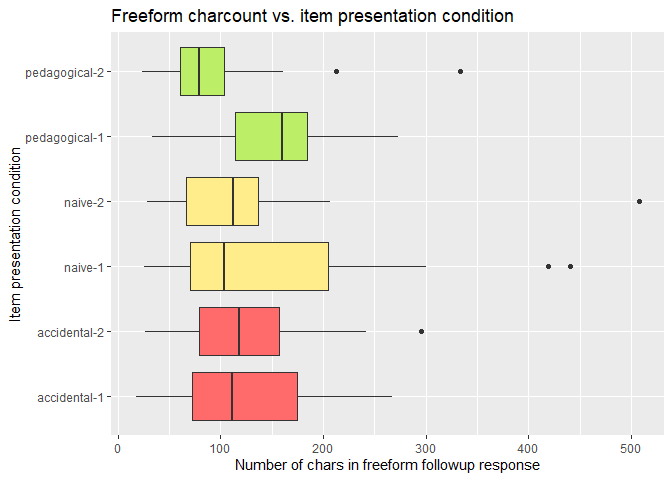 Freeform charcount vs. item presentation condition
Item presentation condition
pedagogical-2
pedagogical-1
naive-2
naive-1
accidental-2
accidental-1
0 100 200 300 400 500
Number of chars in freeform followup response